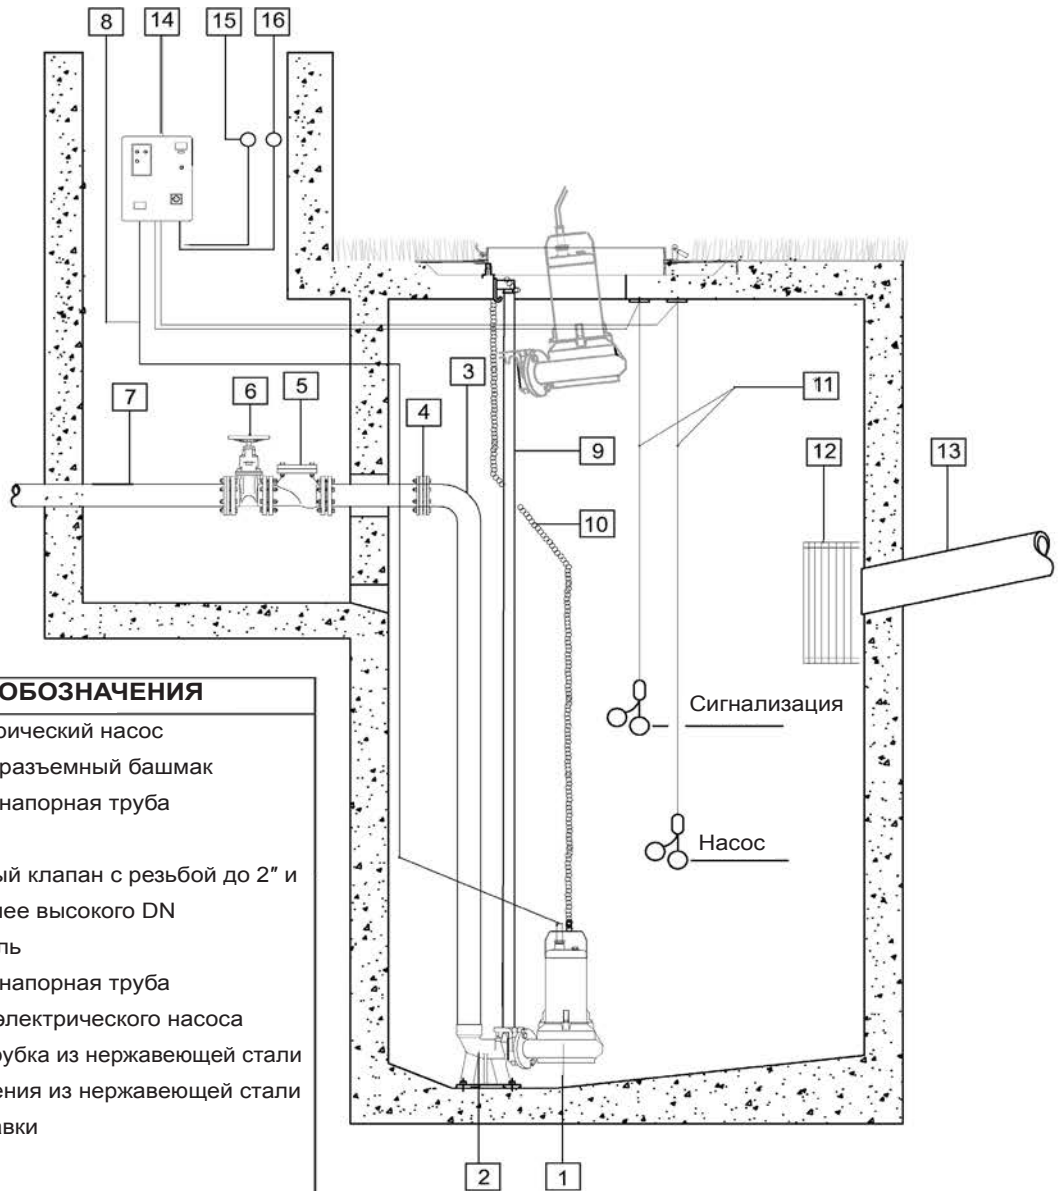 8 14 15 16
3
6 5
7 4 11
9 12 13
10
ОБОЗНАЧЕНИЯ
рический насос
разъемный башмак
напорная труба
ый клапан с резьбой до 2″ и
лее высокого DN
ль
напорная труба
электрического насоса
рубка из нержавеющей стали
ения из нержавеющей стали
авки
Сигнализация
Насос
2 1